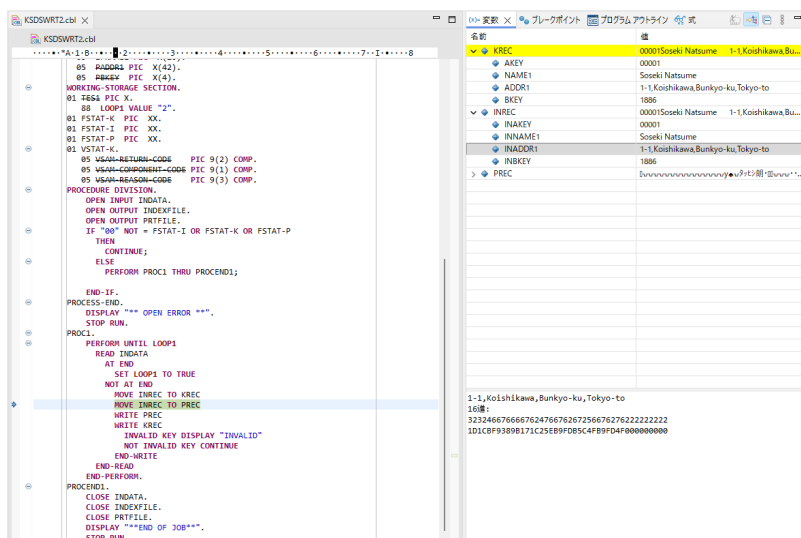 KSDSWRT2.cbl
KSDSWRT2.cbl
05 PADDR1 PIC X(42).
05 PBKEY PIC X(4).
WORKING-STORAGE SECTION.
01 TES1 PIC X.
88 LOOP1 VALUE "2".
01 FSTAT-K PIC XX.
01 FSTAT-I PIC XX.
01 FSTAT-P PIC XX.
01 VSTAT-K.
05 VSAM-RETURN-CODE PIC 9(2) COMP.
05 VSAM-COMPONENT-CODE PIC 9(1) COMP.
05 VSAM-REASON-CODE PIC 9(3) COMP.
PROCEDURE DIVISION.
OPEN INPUT INDATA.
OPEN OUTPUT INDEXFILE.
OPEN OUTPUT PRTFILE.
IF "00" NOT = FSTAT-I OR FSTAT-K OR FSTAT-P
THEN
CONTINUE;
ELSE
PERFORM PROC1 THRU PROCEND1;
END-IF.
PROCESS-END.
DISPLAY "** OPEN ERROR **".
STOP RUN.
PROC1.
PERFORM UNTIL LOOP1
READ INDATA
AT END
SET LOOP1 TO TRUE
NOT AT END
MOVE INREC TO KREC
MOVE INREC TO PREC
WRITE PREC
WRITE KREC
INVALID KEY DISPLAY "INVALID"
NOT INVALID KEY CONTINUE
END-WRITE
END-READ
END-PERFORM.
PROCEND1.
CLOSE INDATA.
CLOSE INDEXFILE.
CLOSE PRTFILE.
DISPLAY "**END OF JOB**".
STOP RUN
(x)= 変数 ブレークポイント プログラム アウトライン 式
名前 値
KREC 00001Soseki Natsume 1-1,Koishikawa,Bu...
AKEY 00001
NAME1 Soseki Natsume
ADDR1 1-1,Koishikawa,Bunkyo-ku,Tokyo-to
BKEY 1886
INREC 00001Soseki Natsume 1-1,Koishikawa,Bu...
INAKEY 00001
INNAME1 Soseki Natsume
INADDR1 1-1,Koishikawa,Bunkyo-ku,Tokyo-to
INBKEY 1886
PREC
1-1,Koishikawa,Bunkyo-ku,Tokyo-to
16進: